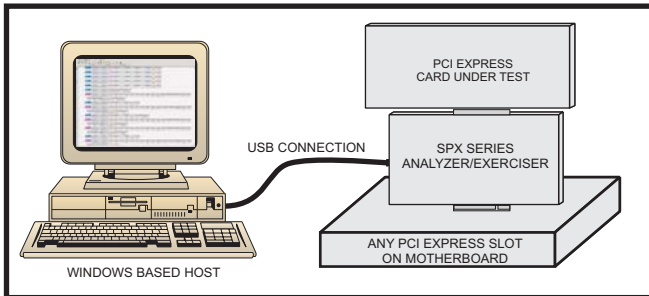 PCI EXPRESS
CARD UNDER TEST
USB CONNECTION
SPX SERIES
ANALYZER/EXERCISER
ANY PCI EXPRESS SLOT
ON MOTHERBOARD
WINDOWS BASED HOST